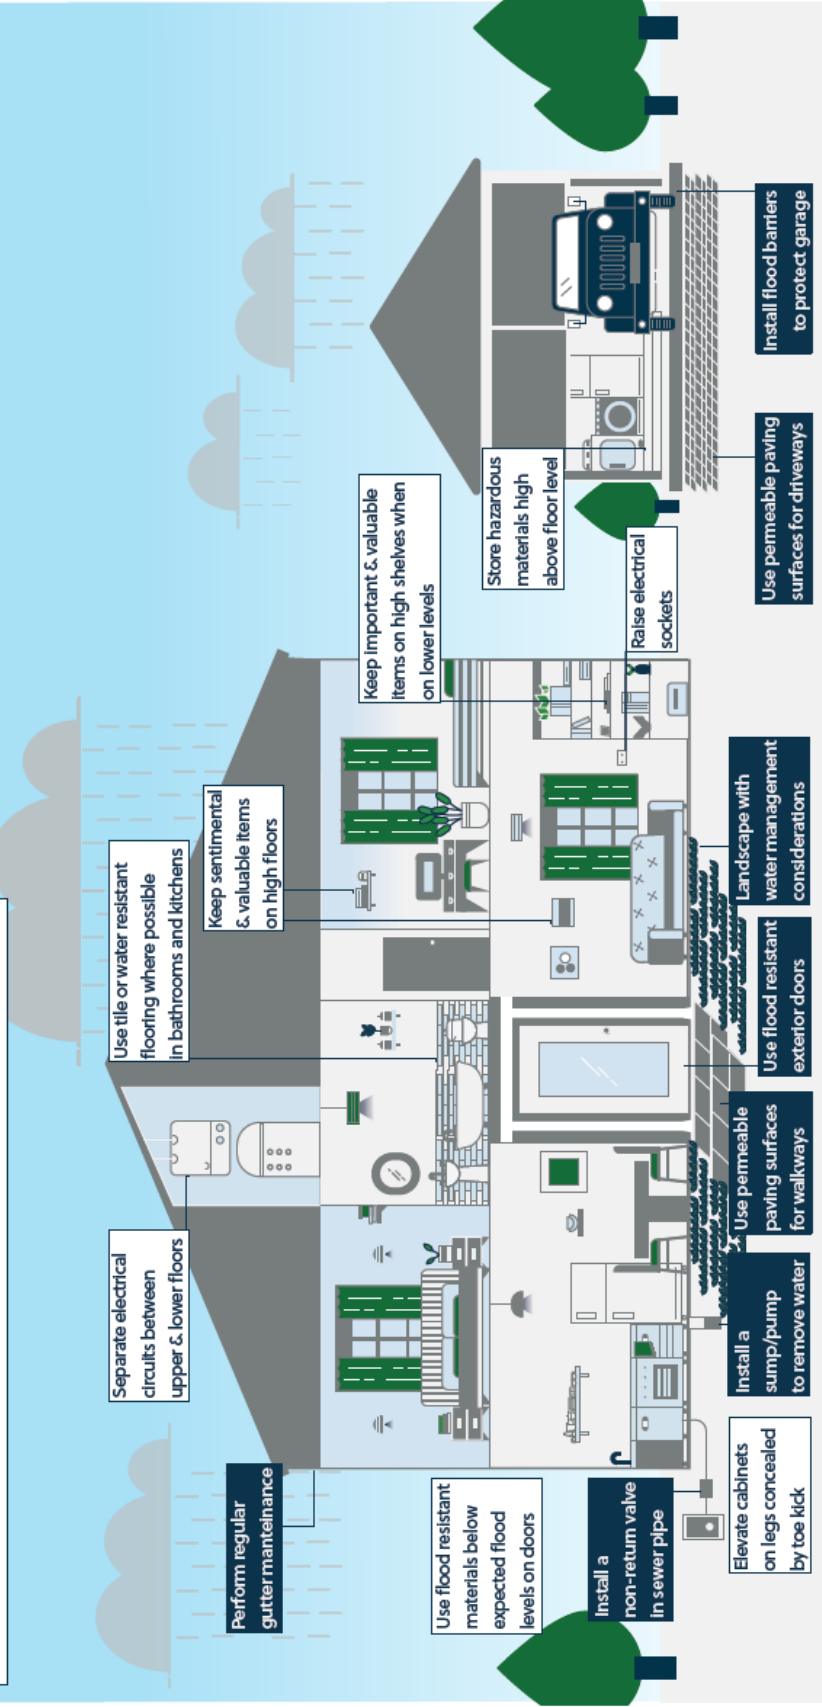 Perform regular
gutter manteinance
Separate electrical
circuits between
upper & lower floors
Use tile or water resistant
flooring where possible
in bathrooms and kitchens
Keep sentimental
& valuable items
on high floors
Keep important & valuable
items on high shelves when
on lower levels
Store hazardous
materials high
above floor level
Use flood resistant
materials below
expected flood
levels on doors
Raise electrical
sockets
Install a
non-return valve
in sewer pipe
Elevate cabinets
on legs concealed
by toe kick
Install a
sump/pump
to remove water
Use permeable
paving surfaces
for walkways
Use flood resistant
exterior doors
Landscape with
water management
considerations
Use permeable paving
surfaces for driveways
Install flood barriers
to protect garage